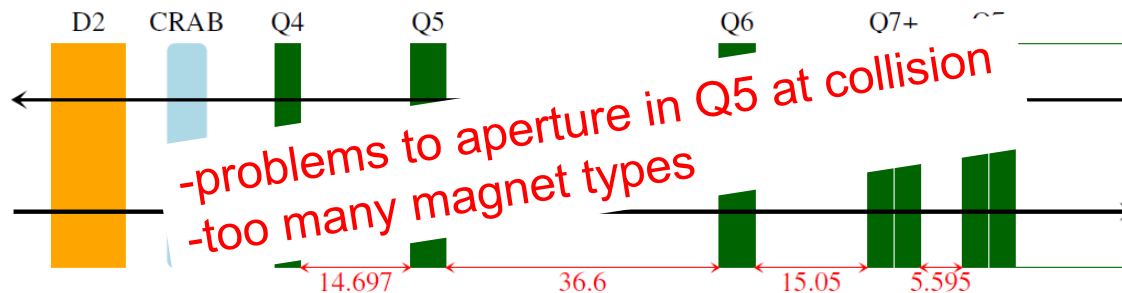 D2 CRAB Q4 Q5 Q6 Q7+
-problems to aperture in Q5 at collision
-too many magnet types
14.697 36.6 15.05 5.595